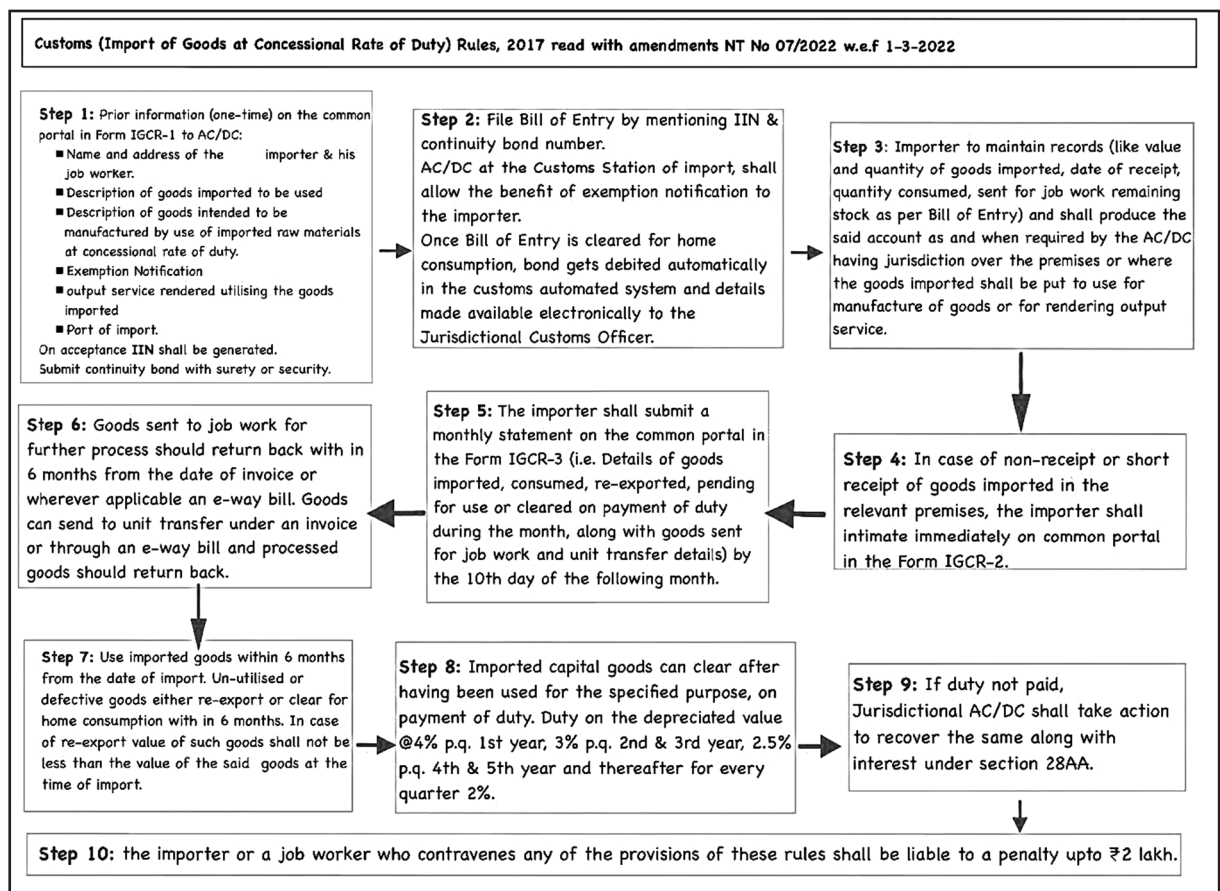 Customs (Import of Goods at Concessional Rate of Duty) Rules, 2017 read with amendments NT No 07/2022 w.e.f 1-3-2022
Step 1: Prior information (one-time) on the common
portal in Form IGCR-1 to AC/DC:
■ Name and address of the importer & his
job worker.
■ Description of goods imported to be used
■ Description of goods intended to be
manufactured by use of imported raw materials
at concessional rate of duty.
■ Exemption Notification
■ output service rendered utilising the goods
imported
■ Port of import.
On acceptance IIN shall be generated.
Submit continuity bond with surety or security.
Step 2: File Bill of Entry by mentioning IIN &
continuity bond number.
AC/DC at the Customs Station of import, shall
allow the benefit of exemption notification to
the importer.
Once Bill of Entry is cleared for home
consumption, bond gets debited automatically
in the customs automated system and details
made available electronically to the
Jurisdictional Customs Officer.
Step 3: Importer to maintain records (like value
and quantity of goods imported, date of receipt,
quantity consumed, sent for job work remaining
stock as per Bill of Entry) and shall produce the
said account as and when required by the AC/DC
having jurisdiction over the premises or where
the goods imported shall be put to use for
manufacture of goods or for rendering output
service.
Step 4: In case of non-receipt or short
receipt of goods imported in the
relevant premises, the importer shall
intimate immediately on common portal
in the Form IGCR-2.
Step 5: The importer shall submit a
monthly statement on the common portal in
the Form IGCR-3 (i.e. Details of goods
imported, consumed, re-exported, pending
for use or cleared on payment of duty
during the month, along with goods sent
for job work and unit transfer details) by
the 10th day of the following month.
Step 6: Goods sent to job work for
further process should return back with in
6 months from the date of invoice or
wherever applicable an e-way bill. Goods
can send to unit transfer under an invoice
or through an e-way bill and processed
goods should return back.
Step 7: Use imported goods within 6 months
from the date of import. Un-utilised or
defective goods either re-export or clear for
home consumption with in 6 months. In case
of re-export value of such goods shall not be
less than the value of the said goods at the
time of import.
Step 8: Imported capital goods can clear after
having been used for the specified purpose, on
payment of duty. Duty on the depreciated value
@4% p.q. 1st year, 3% p.q. 2nd & 3rd year, 2.5%
p.q. 4th & 5th year and thereafter for every
quarter 2%.
Step 9: If duty not paid,
Jurisdictional AC/DC shall take action
to recover the same along with
interest under section 28AA.
Step 10: the importer or a job worker who contravenes any of the provisions of these rules shall be liable to a penalty upto ₹2 lakh.